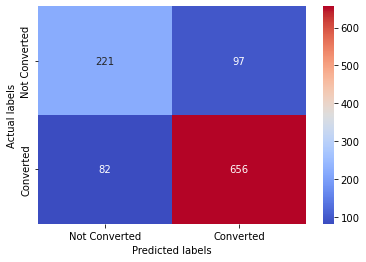 Actual labels
Not Converted
221
97
Converted
82
656
Not Converted
Converted
Predicted labels
600
500
400
300
200
100